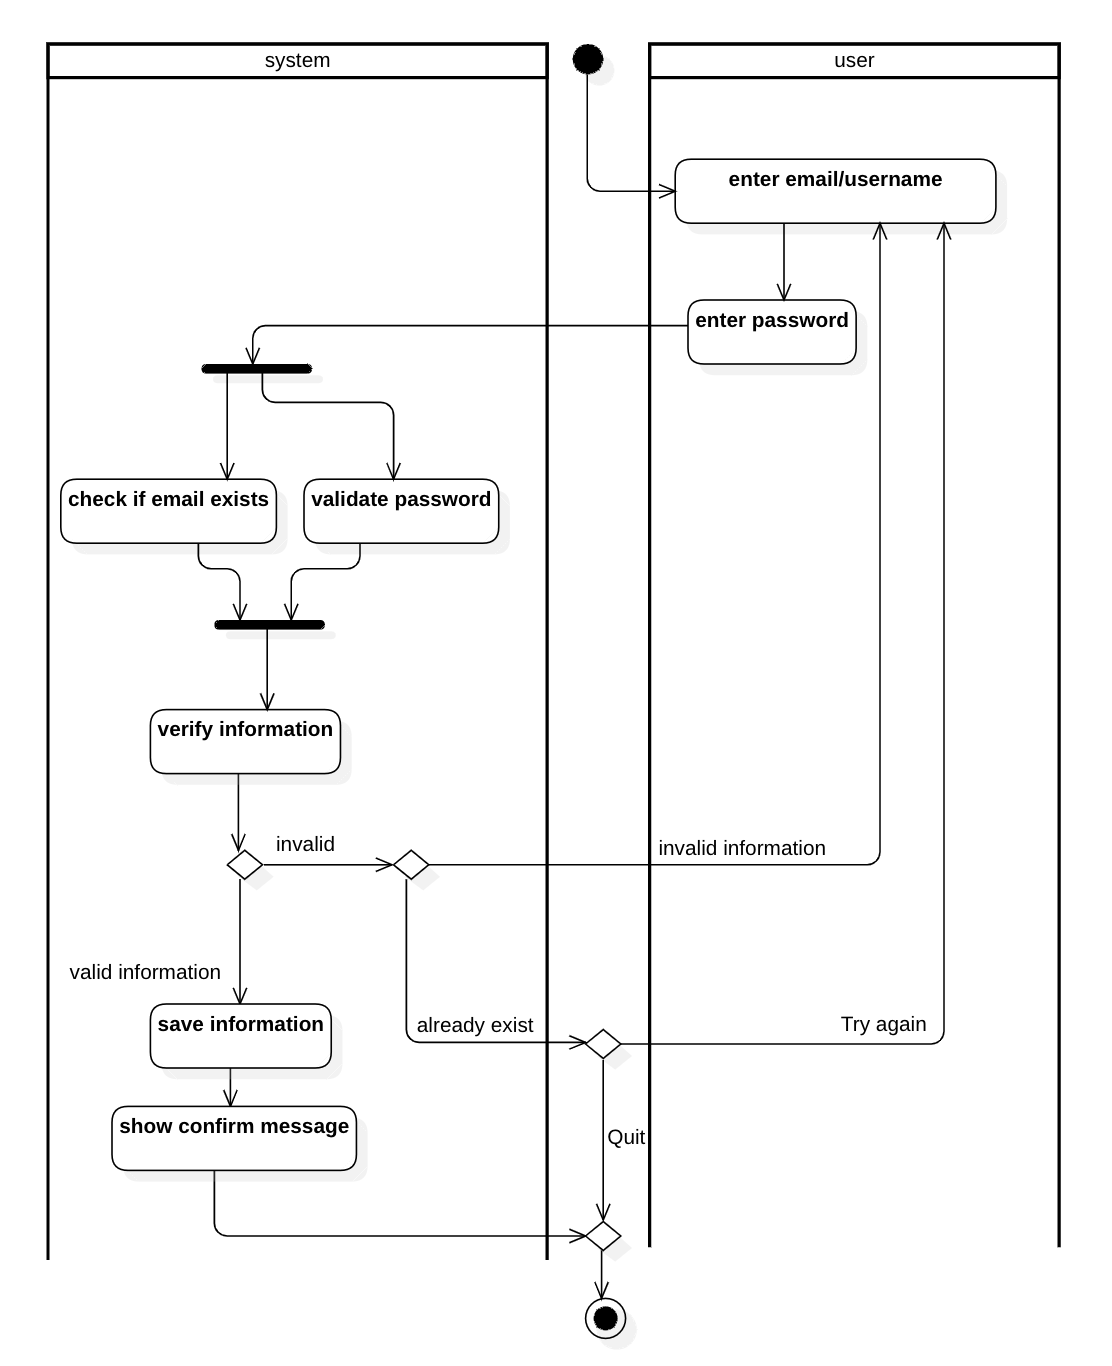 system
user
enter email/username
enter password
check if email exists
validate password
verify information
invalid
invalid information
valid information
save information
already exist
Try again
show confirm message
Quit